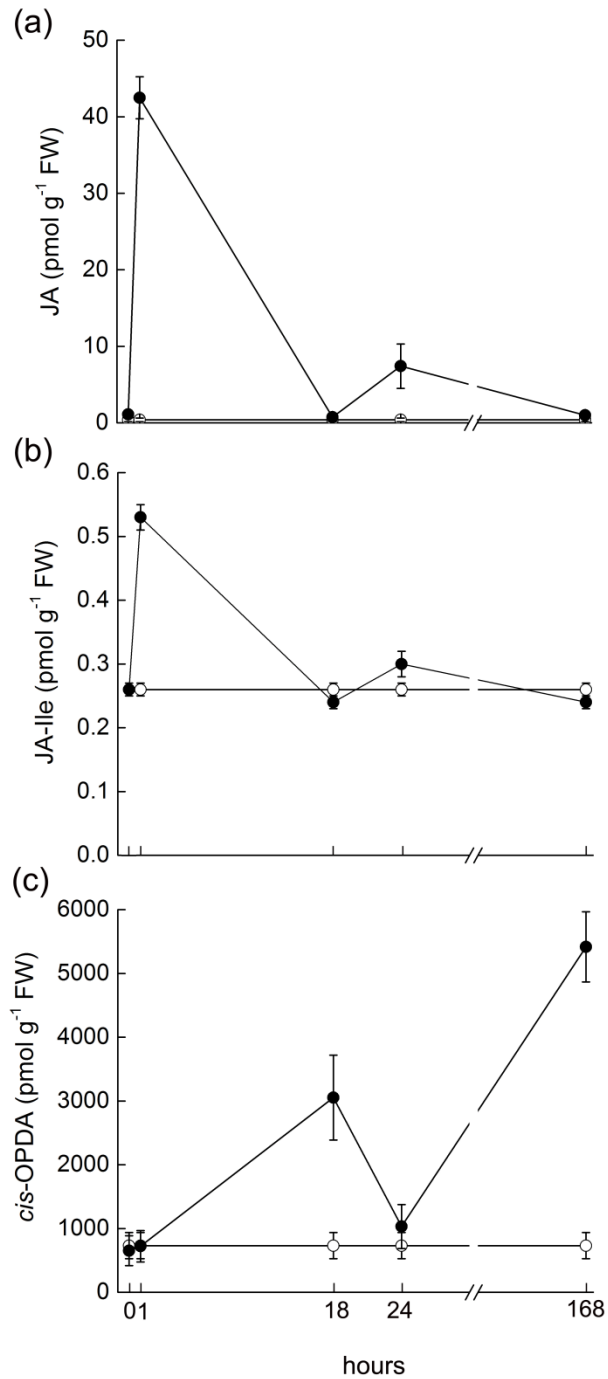 (a)
50
40
30
20
10
0
JA (pmol g⁻¹ FW)
(b)
0.6
0.5
0.4
0.3
0.2
0.1
0.0
JA-Ile (pmol g⁻¹ FW)
(c)
6000
5000
4000
3000
2000
1000
0
cis-OPDA (pmol g⁻¹ FW)
01 18 24 168
hours